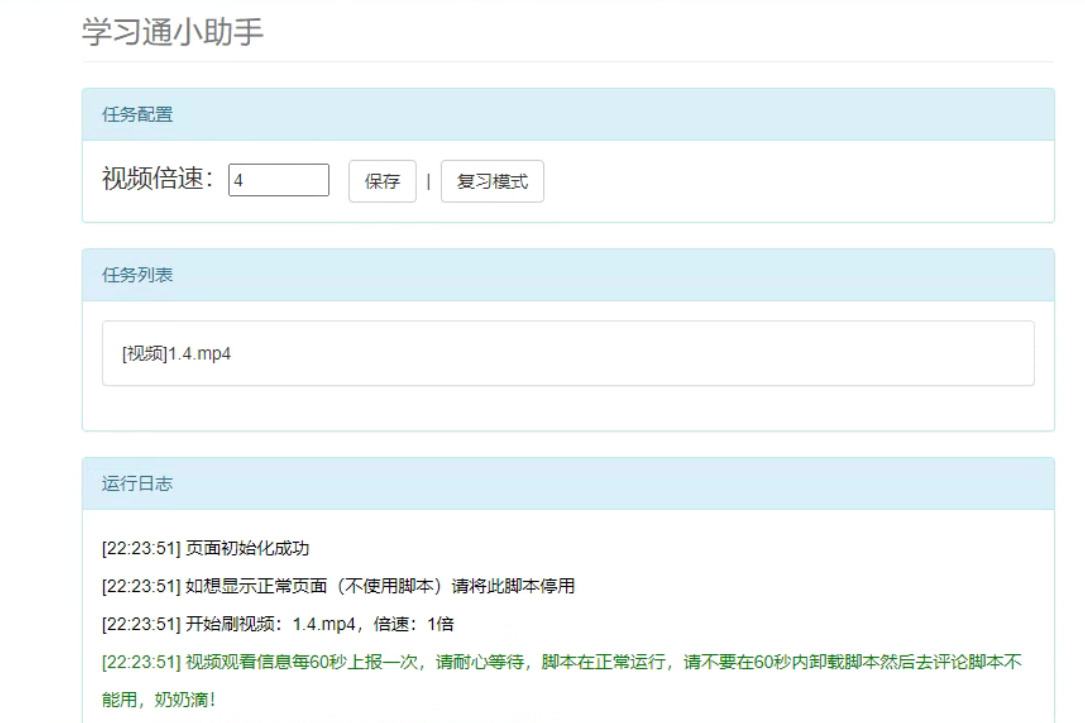 学习通小助手
任务配置
视频倍速： 4 保存 | 复习模式
任务列表
[视频]1.4.mp4
运行日志
[22:23:51] 页面初始化成功
[22:23:51] 如想显示正常页面（不使用脚本）请将此脚本停用
[22:23:51] 开始刷视频：1.4.mp4，倍速：1倍
[22:23:51] 视频观看信息每60秒上报一次，请耐心等待，脚本在正常运行，请不要在60秒内卸载脚本然后去评论脚本不
能用，奶奶滴！